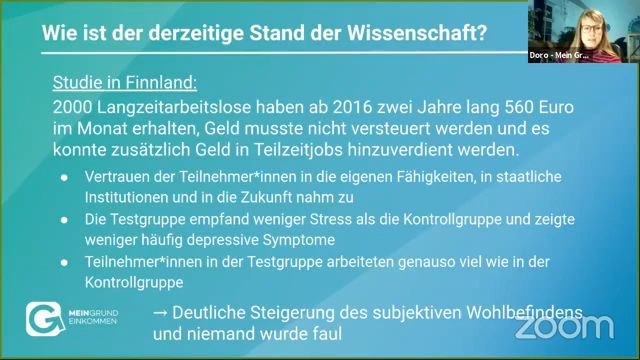 Wie ist der derzeitige Stand der Wissenschaft?
Doro - Mein Gr...
Studie in Finnland:
2000 Langzeitarbeitslose haben ab 2016 zwei Jahre lang 560 Euro
im Monat erhalten, Geld musste nicht versteuert werden und es
konnte zusätzlich Geld in Teilzeitjobs hinzuverdient werden.
● Vertrauen der Teilnehmer*innen in die eigenen Fähigkeiten, in staatliche
Institutionen und in die Zukunft nahm zu
● Die Testgruppe empfand weniger Stress als die Kontrollgruppe und zeigte
weniger häufig depressive Symptome
● Teilnehmer*innen in der Testgruppe arbeiteten genauso viel wie in der
Kontrollgruppe
MEINGRUND
EINKOMMEN
→ Deutliche Steigerung des subjektiven Wohlbefindens
und niemand wurde faul
zoom